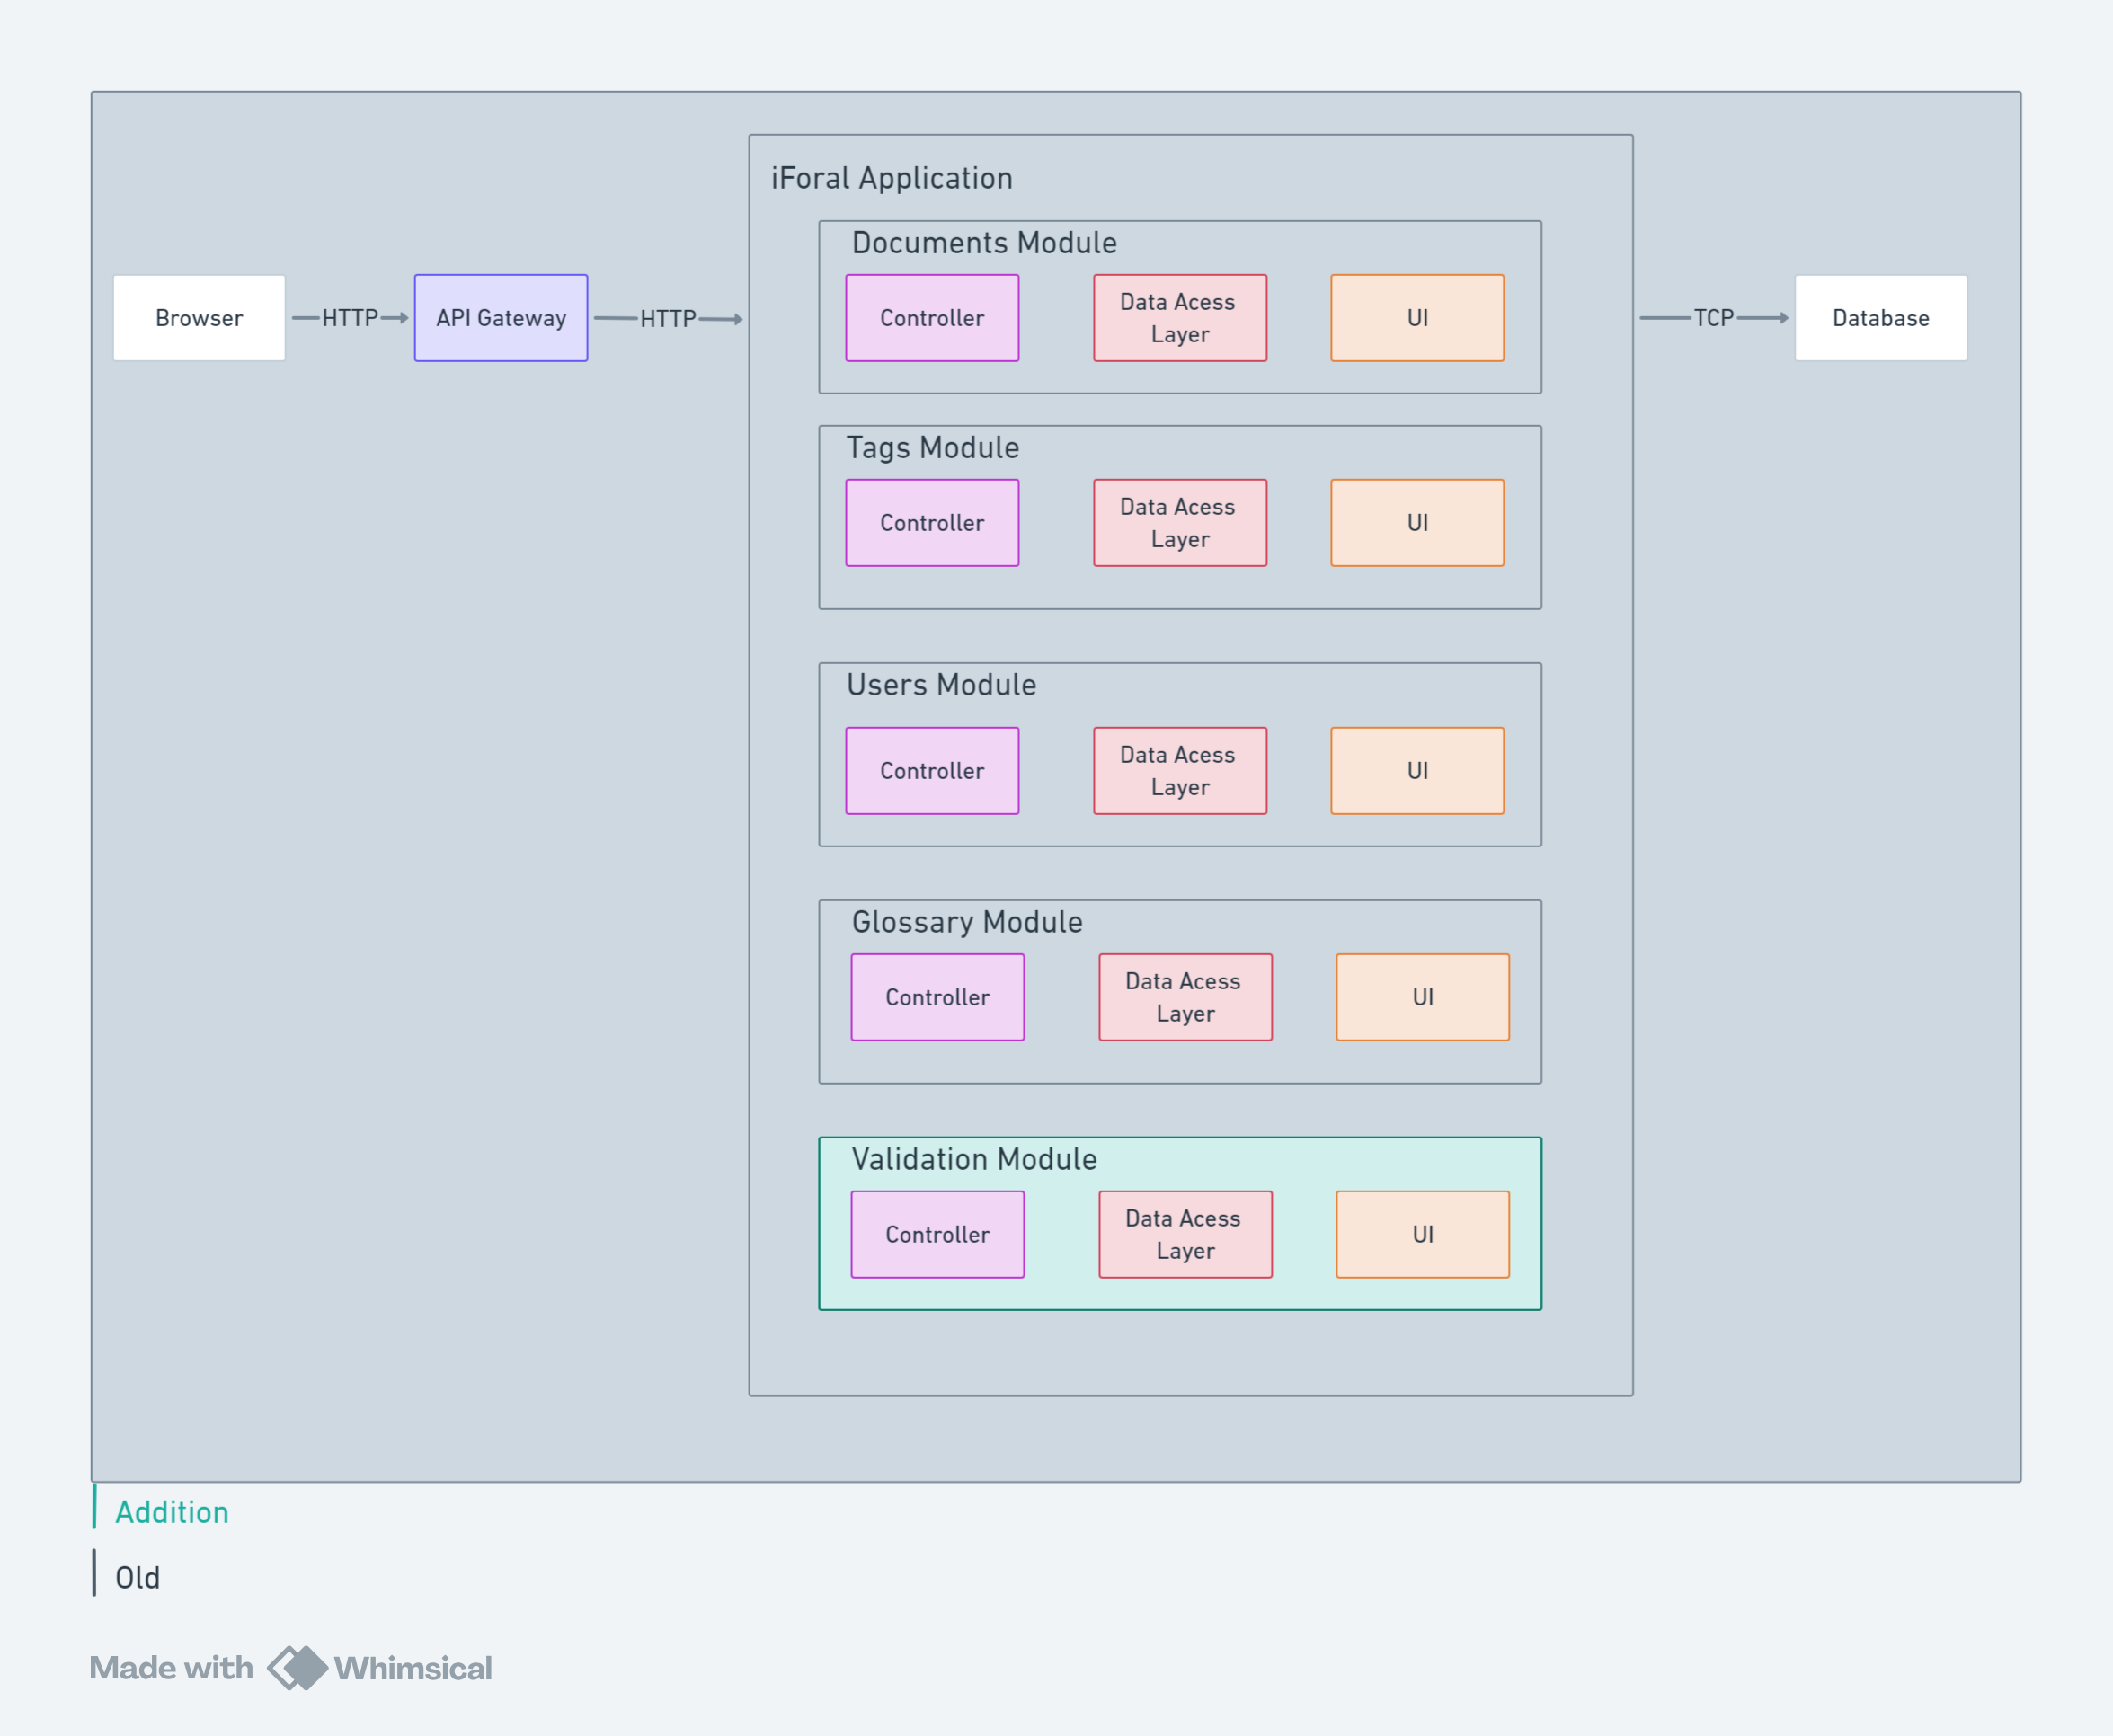 iForal Application
Documents Module
Browser
HTTP
API Gateway
HTTP
Controller
Data Acess
Layer
UI
TCP
Database
Tags Module
Controller
Data Acess
Layer
UI
Users Module
Controller
Data Acess
Layer
UI
Glossary Module
Controller
Data Acess
Layer
UI
Validation Module
Controller
Data Acess
Layer
UI
Addition
Old
Made with Whimsical